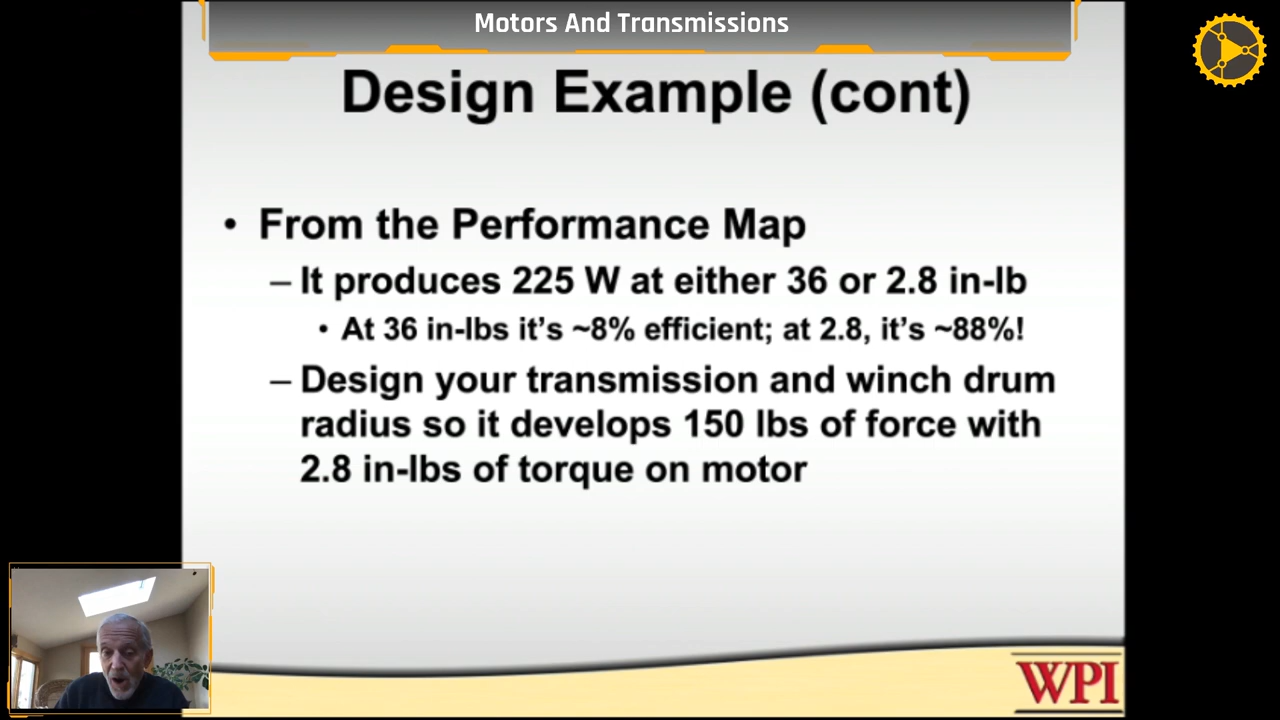 Motors And Transmissions
Design Example (cont)
• From the Performance Map
– It produces 225 W at either 36 or 2.8 in-lb
• At 36 in-lbs it's ~8% efficient; at 2.8, it's ~88%!
– Design your transmission and winch drum
radius so it develops 150 lbs of force with
2.8 in-lbs of torque on motor
WPI